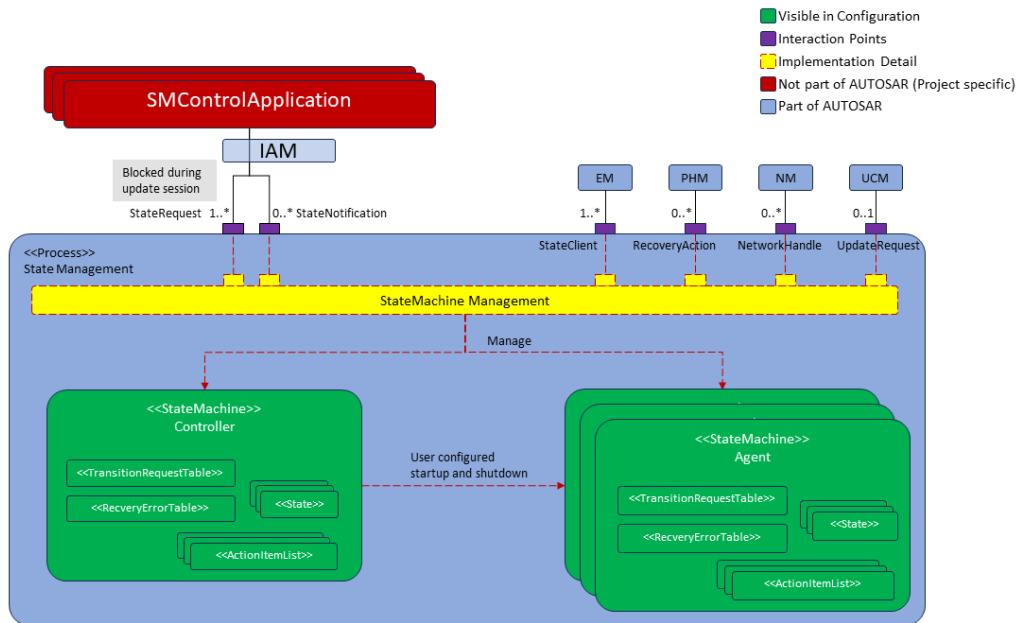 Visible in Configuration
Interaction Points
Implementation Detail
Not part of AUTOSAR (Project specific)
Part of AUTOSAR
SMControlApplication
IAM
Blocked during
update session
EM
PHM
NM
UCM
StateRequest 1..*
0..* StateNotification
1..*
0..*
0..*
0..1
StateClient
RecoveryAction
NetworkHandle
UpdateRequest
<<Process>>
State Management
StateMachine Management
Manage
<<StateMachine>>
Controller
<<TransitionRequestTable>>
<<RecveryErrorTable>>
<<State>>
<<ActionItemList>>
User configured
startup and shutdown
<<StateMachine>>
Agent
<<TransitionRequestTable>>
<<RecveryErrorTable>>
<<State>>
<<ActionItemList>>